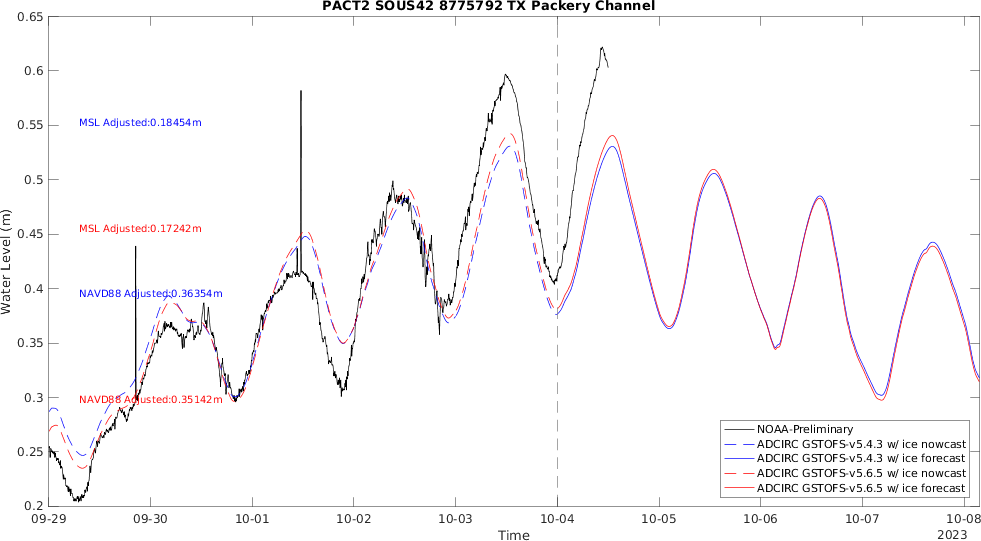 PACT2 SOUS42 8775792 TX Packery Channel
0.65
0.6
0.55
0.5
0.45
0.4
0.35
0.3
0.25
0.2
Water Level (m)
MSL Adjusted:0.18454m
MSL Adjusted:0.17242m
NAVD88 Adjusted:0.36354m
NAVD88 Adjusted:0.35142m
NOAA-Preliminary
ADCIRC GSTOFS-v5.4.3 w/ ice nowcast
ADCIRC GSTOFS-v5.4.3 w/ ice forecast
ADCIRC GSTOFS-v5.6.5 w/ ice nowcast
ADCIRC GSTOFS-v5.6.5 w/ ice forecast
09-29 09-30 10-01 10-02 10-03 10-04 10-05 10-06 10-07 10-08
Time
2023